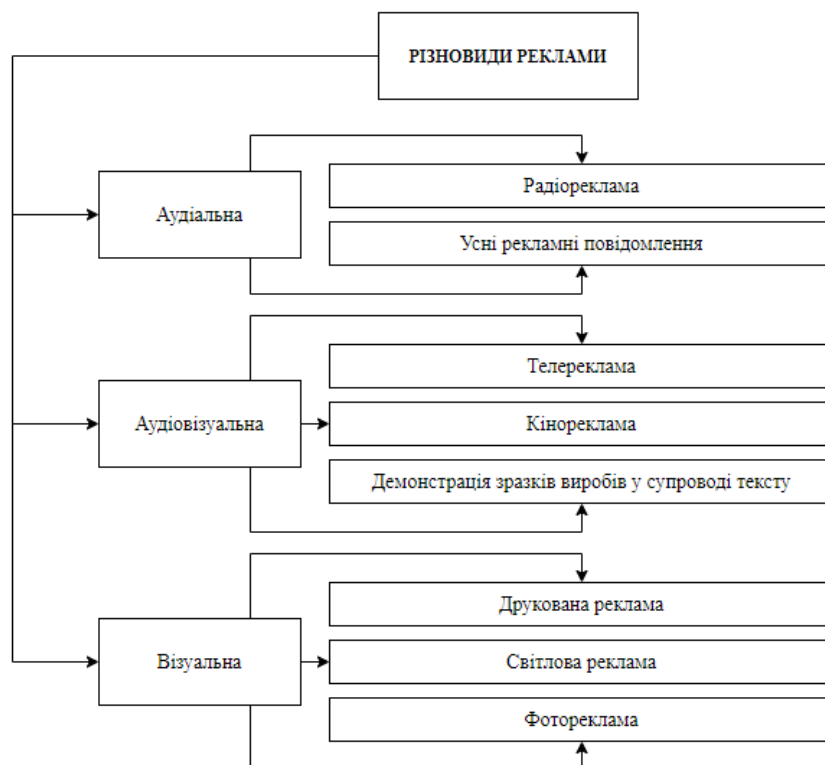 РІЗНОВИДИ РЕКЛАМИ
Аудіальна
Радіореклама
Усні рекламні повідомлення
Аудіовізуальна
Телереклама
Кінореклама
Демонстрація зразків виробів у супроводі тексту
Візуальна
Друкована реклама
Світлова реклама
Фотореклама